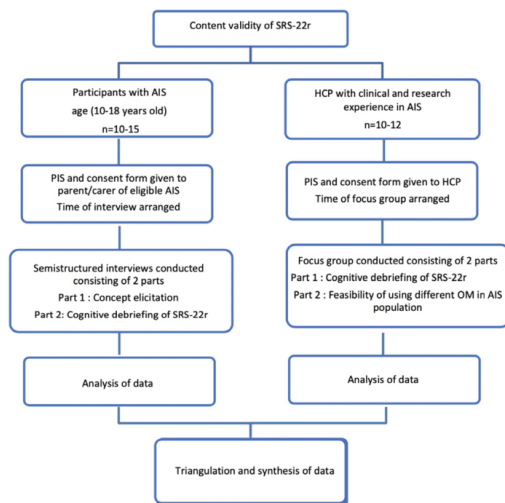 Content validity of SRS-22r
Participants with AIS
age (10-18 years old)
n=10-15
HCP with clinical and research
experience in AIS
n=10-12
PIS and consent form given to
parent/carer of eligible AIS
Time of interview arranged
PIS and consent form given to HCP
Time of focus group arranged
Semistructured interviews conducted
consisting of 2 parts
Part 1 : Concept elicitation
Part 2: Cognitive debriefing of SRS-22r
Focus group conducted consisting of 2 parts
Part 1 : Cognitive debriefing of SRS-22r
Part 2 : Feasibility of using different OM in AIS
population
Analysis of data
Analysis of data
Triangulation and synthesis of data